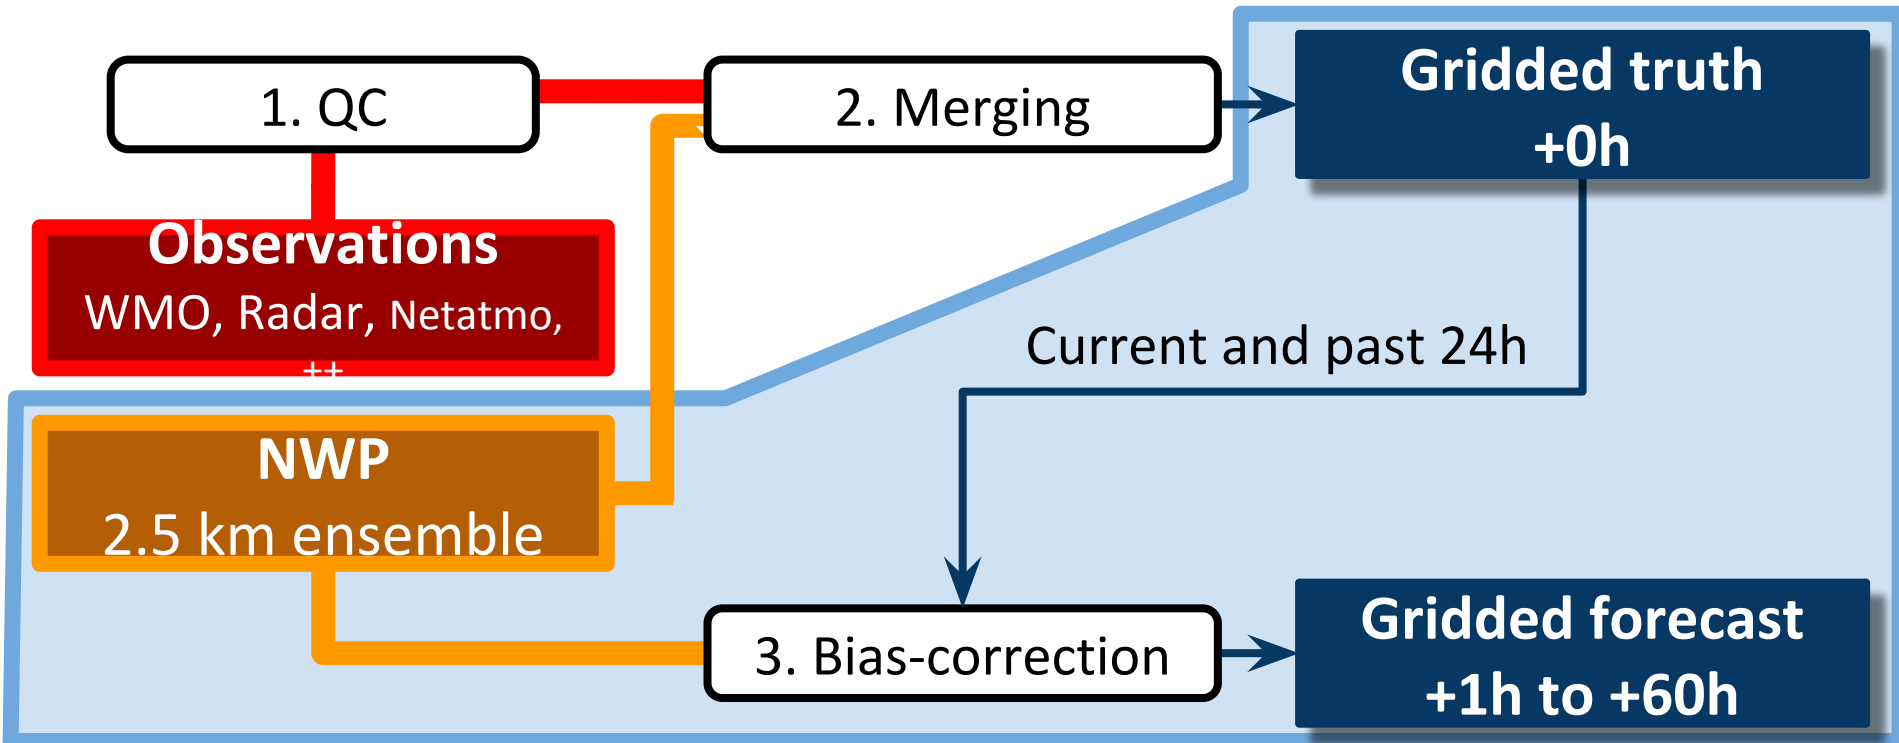 1. QC
2. Merging
Gridded truth
+0h
Observations
WMO, Radar, Netatmo,
++
Current and past 24h
NWP
2.5 km ensemble
3. Bias-correction
Gridded forecast
+1h to +60h